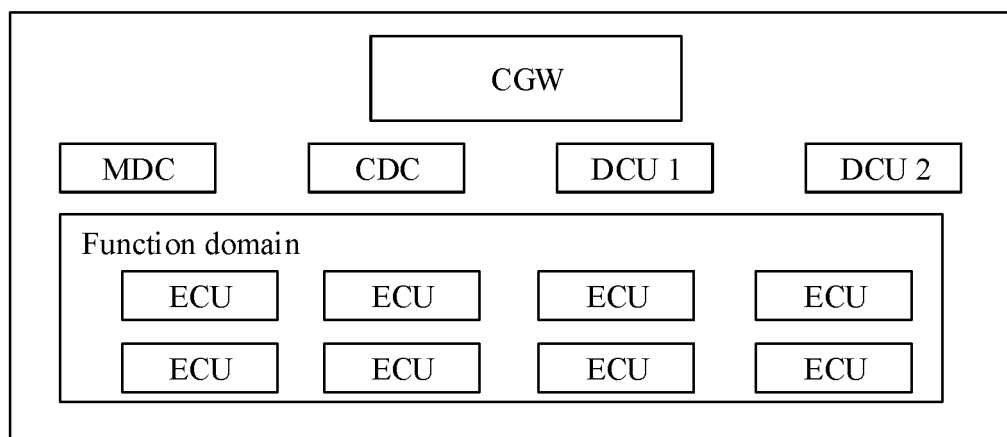 CGW
MDC CDC DCU 1 DCU 2
Function domain
ECU ECU ECU ECU
ECU ECU ECU ECU